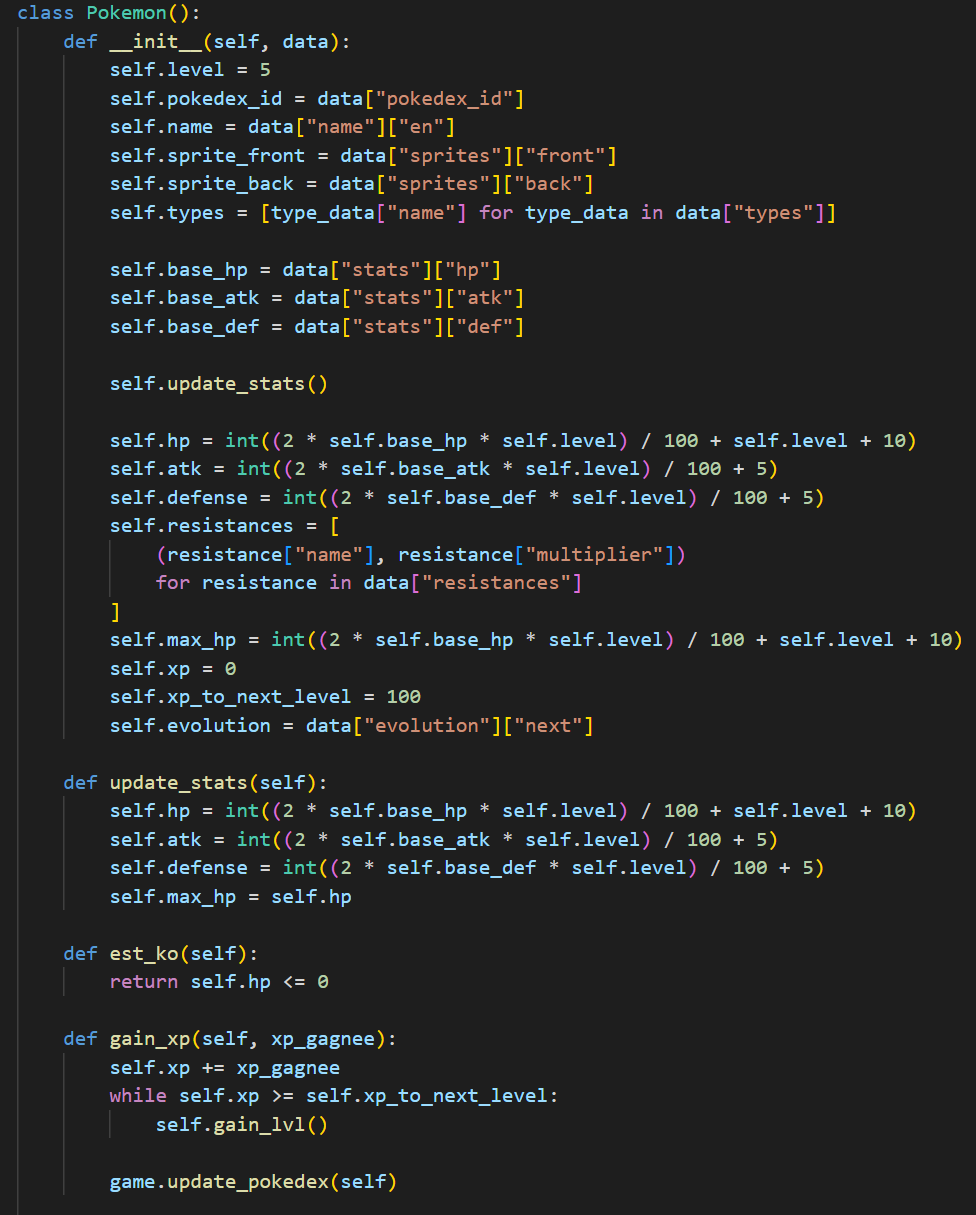 class Pokemon():
    def __init__(self, data):
        self.level = 5
        self.pokedex_id = data["pokedex_id"]
        self.name = data["name"]["en"]
        self.sprite_front = data["sprites"]["front"]
        self.sprite_back = data["sprites"]["back"]
        self.types = [type_data["name"] for type_data in data["types"]]

        self.base_hp = data["stats"]["hp"]
        self.base_atk = data["stats"]["atk"]
        self.base_def = data["stats"]["def"]

        self.update_stats()

        self.hp = int((2 * self.base_hp * self.level) / 100 + self.level + 10)
        self.atk = int((2 * self.base_atk * self.level) / 100 + 5)
        self.defense = int((2 * self.base_def * self.level) / 100 + 5)
        self.resistances = [
            (resistance["name"], resistance["multiplier"])
            for resistance in data["resistances"]
        ]
        self.max_hp = int((2 * self.base_hp * self.level) / 100 + self.level + 10)
        self.xp = 0
        self.xp_to_next_level = 100
        self.evolution = data["evolution"]["next"]

    def update_stats(self):
        self.hp = int((2 * self.base_hp * self.level) / 100 + self.level + 10)
        self.atk = int((2 * self.base_atk * self.level) / 100 + 5)
        self.defense = int((2 * self.base_def * self.level) / 100 + 5)
        self.max_hp = self.hp

    def est_ko(self):
        return self.hp <= 0

    def gain_xp(self, xp_gagnee):
        self.xp += xp_gagnee
        while self.xp >= self.xp_to_next_level:
            self.gain_lvl()

        game.update_pokedex(self)